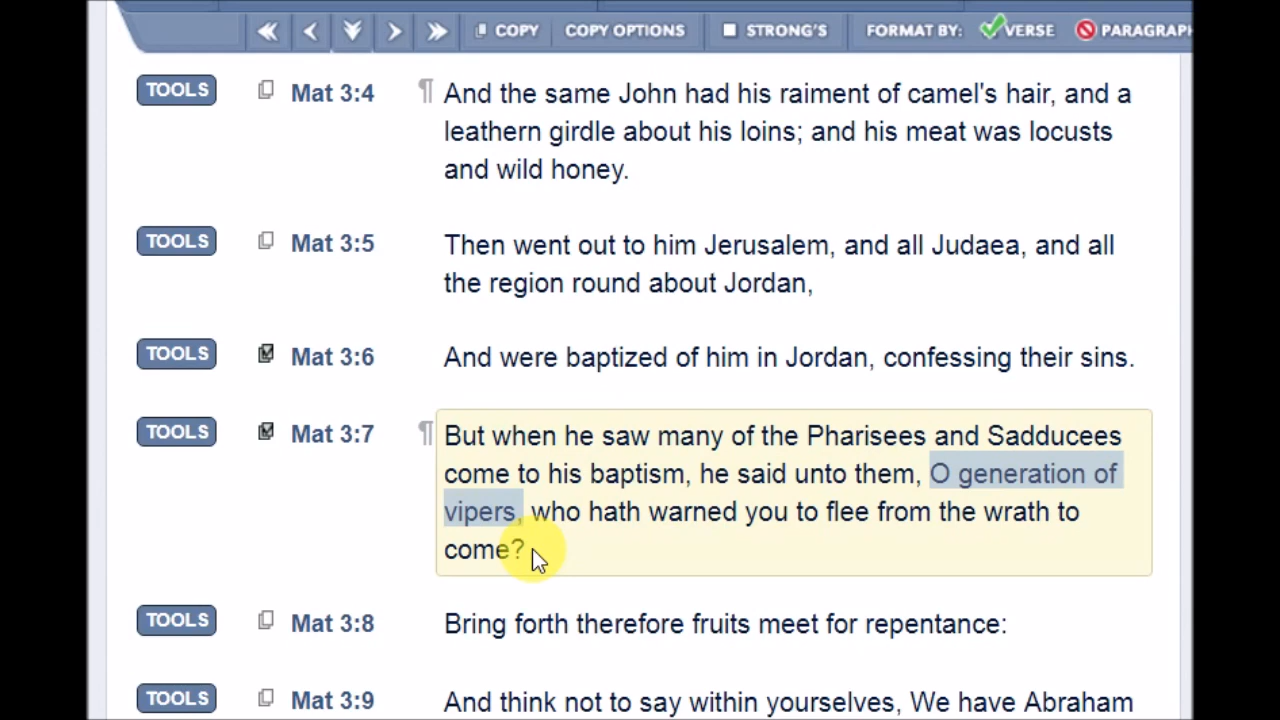 COPY COPY OPTIONS STRONG'S FORMAT BY: VERSE PARAGRAPH
TOOLS Mat 3:4 ¶ And the same John had his raiment of camel's hair, and a
leathern girdle about his loins; and his meat was locusts
and wild honey.
TOOLS Mat 3:5 Then went out to him Jerusalem, and all Judaea, and all
the region round about Jordan,
TOOLS Mat 3:6 And were baptized of him in Jordan, confessing their sins.
TOOLS Mat 3:7 ¶ But when he saw many of the Pharisees and Sadducees
come to his baptism, he said unto them, O generation of
vipers, who hath warned you to flee from the wrath to
come?
TOOLS Mat 3:8 Bring forth therefore fruits meet for repentance:
TOOLS Mat 3:9 And think not to say within yourselves, We have Abraham